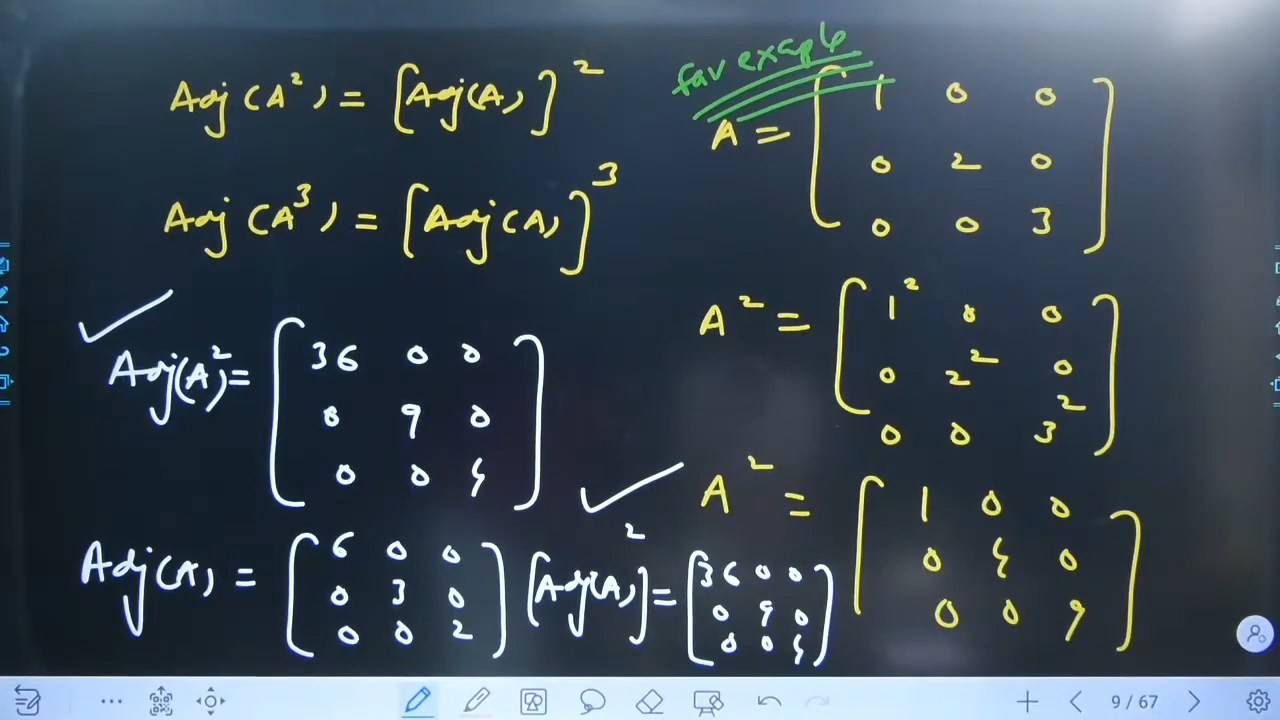 Adj(A²) = [Adj(A)]²
Adj(A³) = [Adj(A)]³
Adj(A)² =
36 0 0
0 9 0
0 0 4
Adj(A) =
6 0 0
0 3 0
0 0 2
[Adj(A)]² =
36 0 0
0 9 0
0 0 4
fav example
A =
1 0 0
0 2 0
0 0 3
A² =
1² 0 0
0 2² 0
0 0 3²
A² =
1 0 0
0 4 0
0 0 9
9 / 67